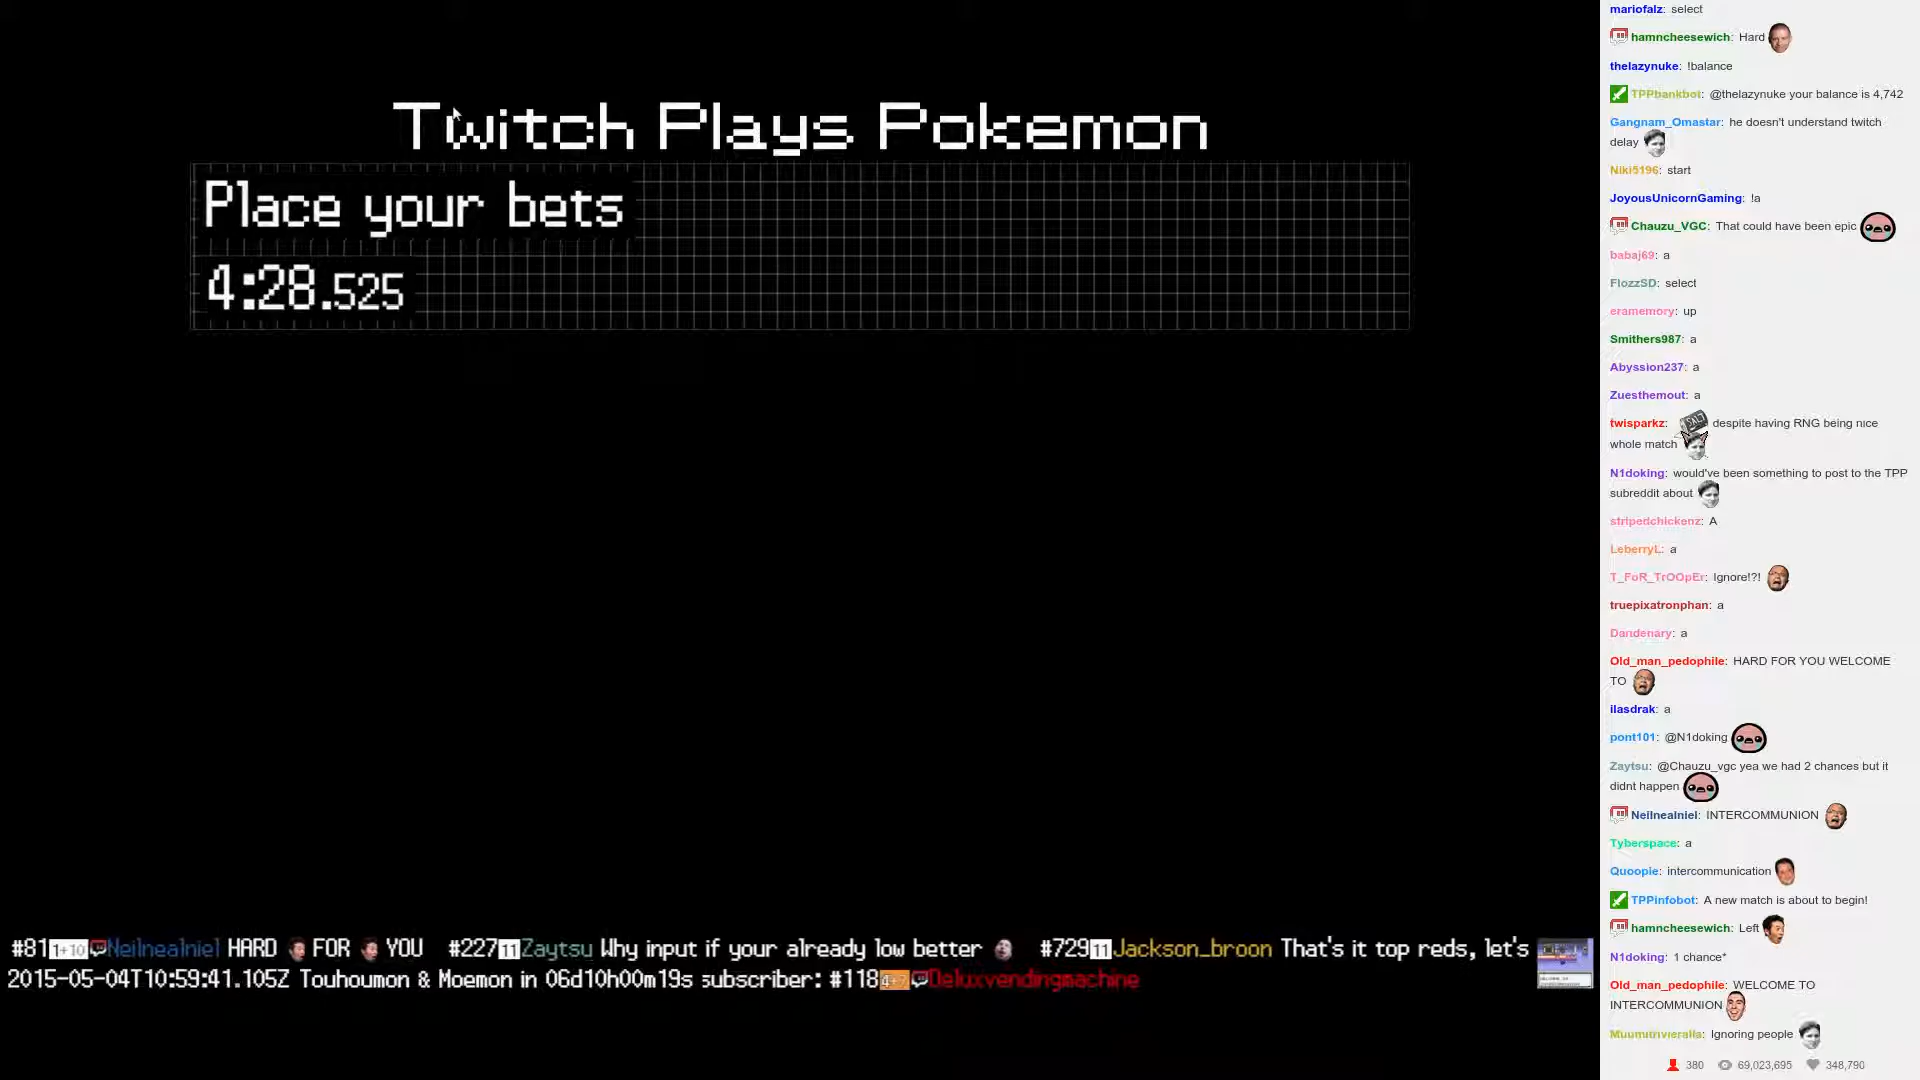 Twitch Plays Pokemon
Place your bets
4:28.525
#81 1+10 Neilnealniel HARD FOR YOU #227 11 Zaytsu Why input if your already low better #729 11 Jackson_broon That's it top reds, let's
2015-05-04T10:59:41.105Z Touhoumon & Moemon in 06d10h00m19s subscriber: #118 4+7 Deluxvendingmachine
mariofalz: select
hamncheesewich: Hard
thelazynuke: !balance
TPPbankbot: @thelazynuke your balance is 4,742
Gangnam_Omastar: he doesn't understand twitch
delay
Niki5196: start
JoyousUnicornGaming: !a
Chauzu_VGC: That could have been epic
babaj69: a
FlozzSD: select
eramemory: up
Smithers987: a
Abyssion237: a
Zuesthemout: a
twisparkz: SALT despite having RNG being nice
whole match
N1doking: would've been something to post to the TPP
subreddit about
stripedchickenz: A
LeberryL: a
T_FoR_TrOOpEr: Ignore!?!
truepixatronphan: a
Dandenary: a
Old_man_pedophile: HARD FOR YOU WELCOME
TO
ilasdrak: a
pont101: @N1doking
Zaytsu: @Chauzu_vgc yea we had 2 chances but it
didnt happen
Neilnealniel: INTERCOMMUNION
Tyberspace: a
Quoopie: intercommunication
TPPinfobot: A new match is about to begin!
hamncheesewich: Left
N1doking: 1 chance*
Old_man_pedophile: WELCOME TO
INTERCOMMUNION
Muumitrivieralla: Ignoring people
380 69,023,695 348,790